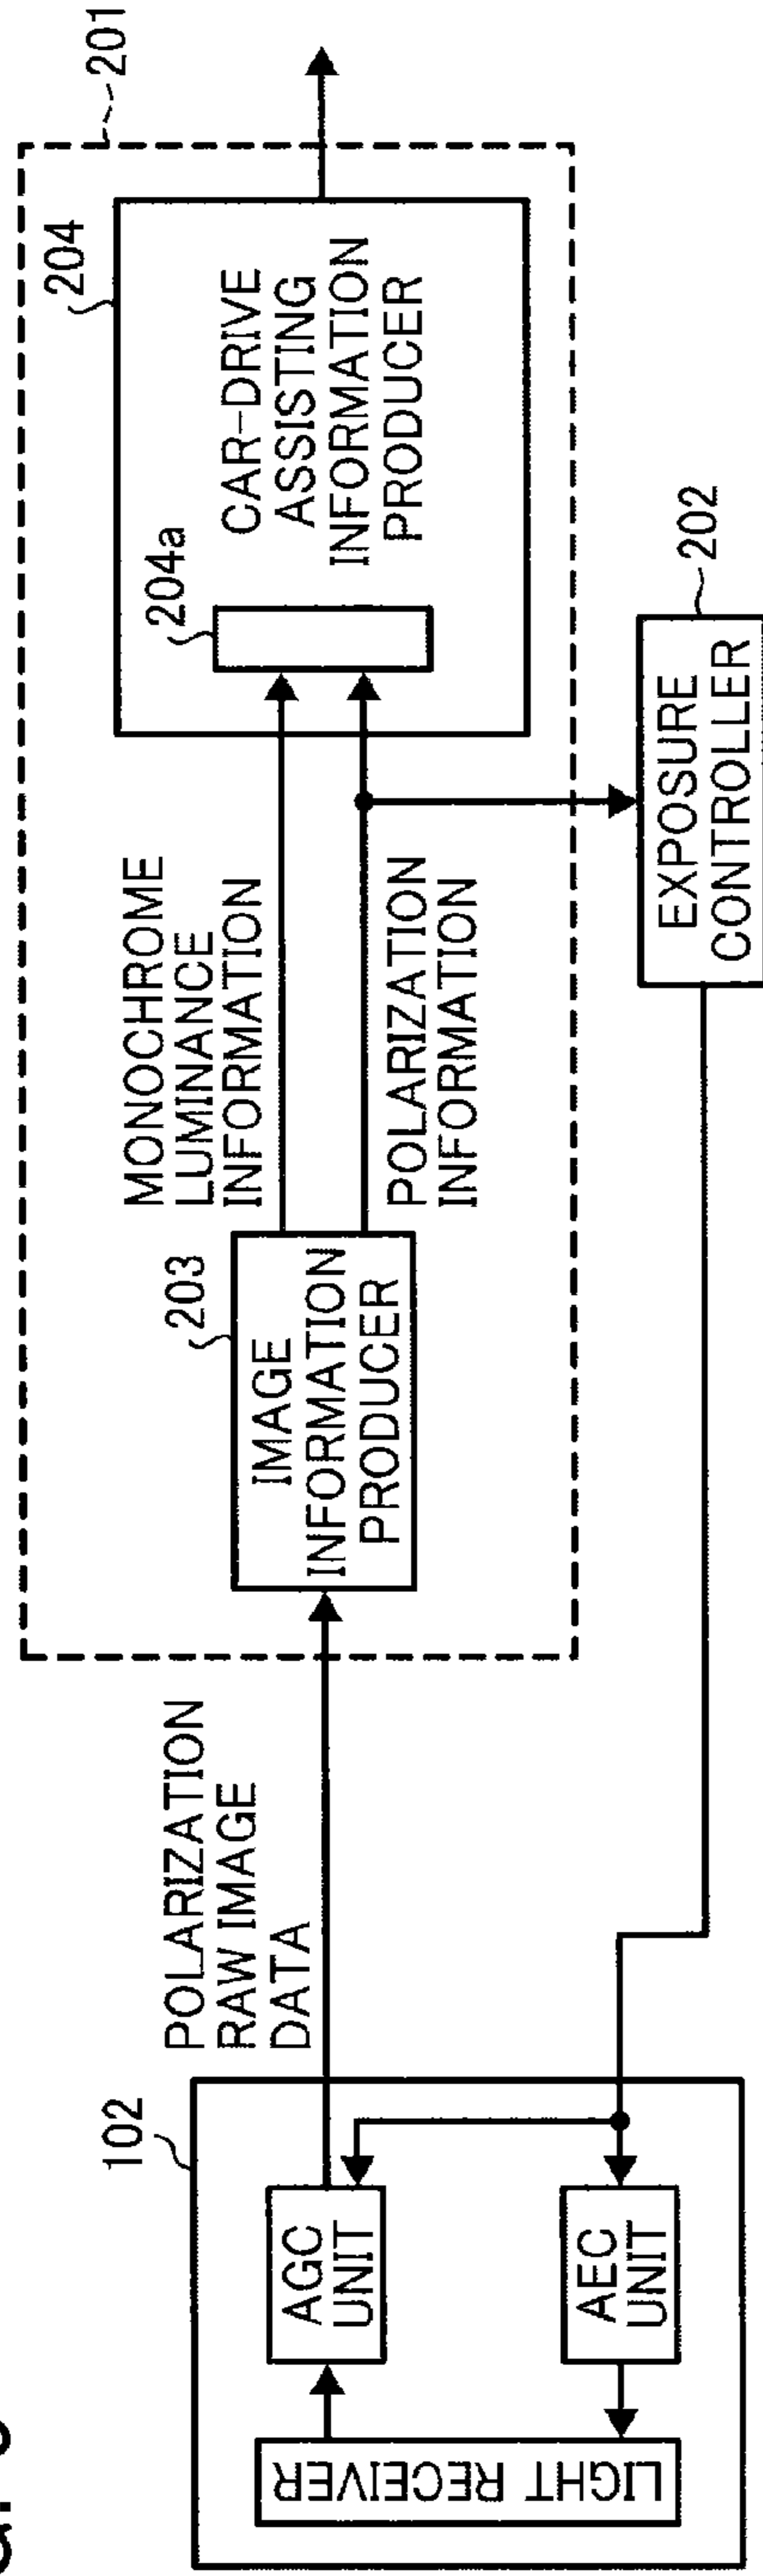 102
LIGHT RECEIVER
AGC
UNIT
AEC
UNIT
POLARIZATION
RAW IMAGE
DATA
201
203
IMAGE
INFORMATION
PRODUCER
MONOCHROME
LUMINANCE
INFORMATION
POLARIZATION
INFORMATION
204
204a
CAR-DRIVE
ASSISTING
INFORMATION
PRODUCER
EXPOSURE
CONTROLLER
202